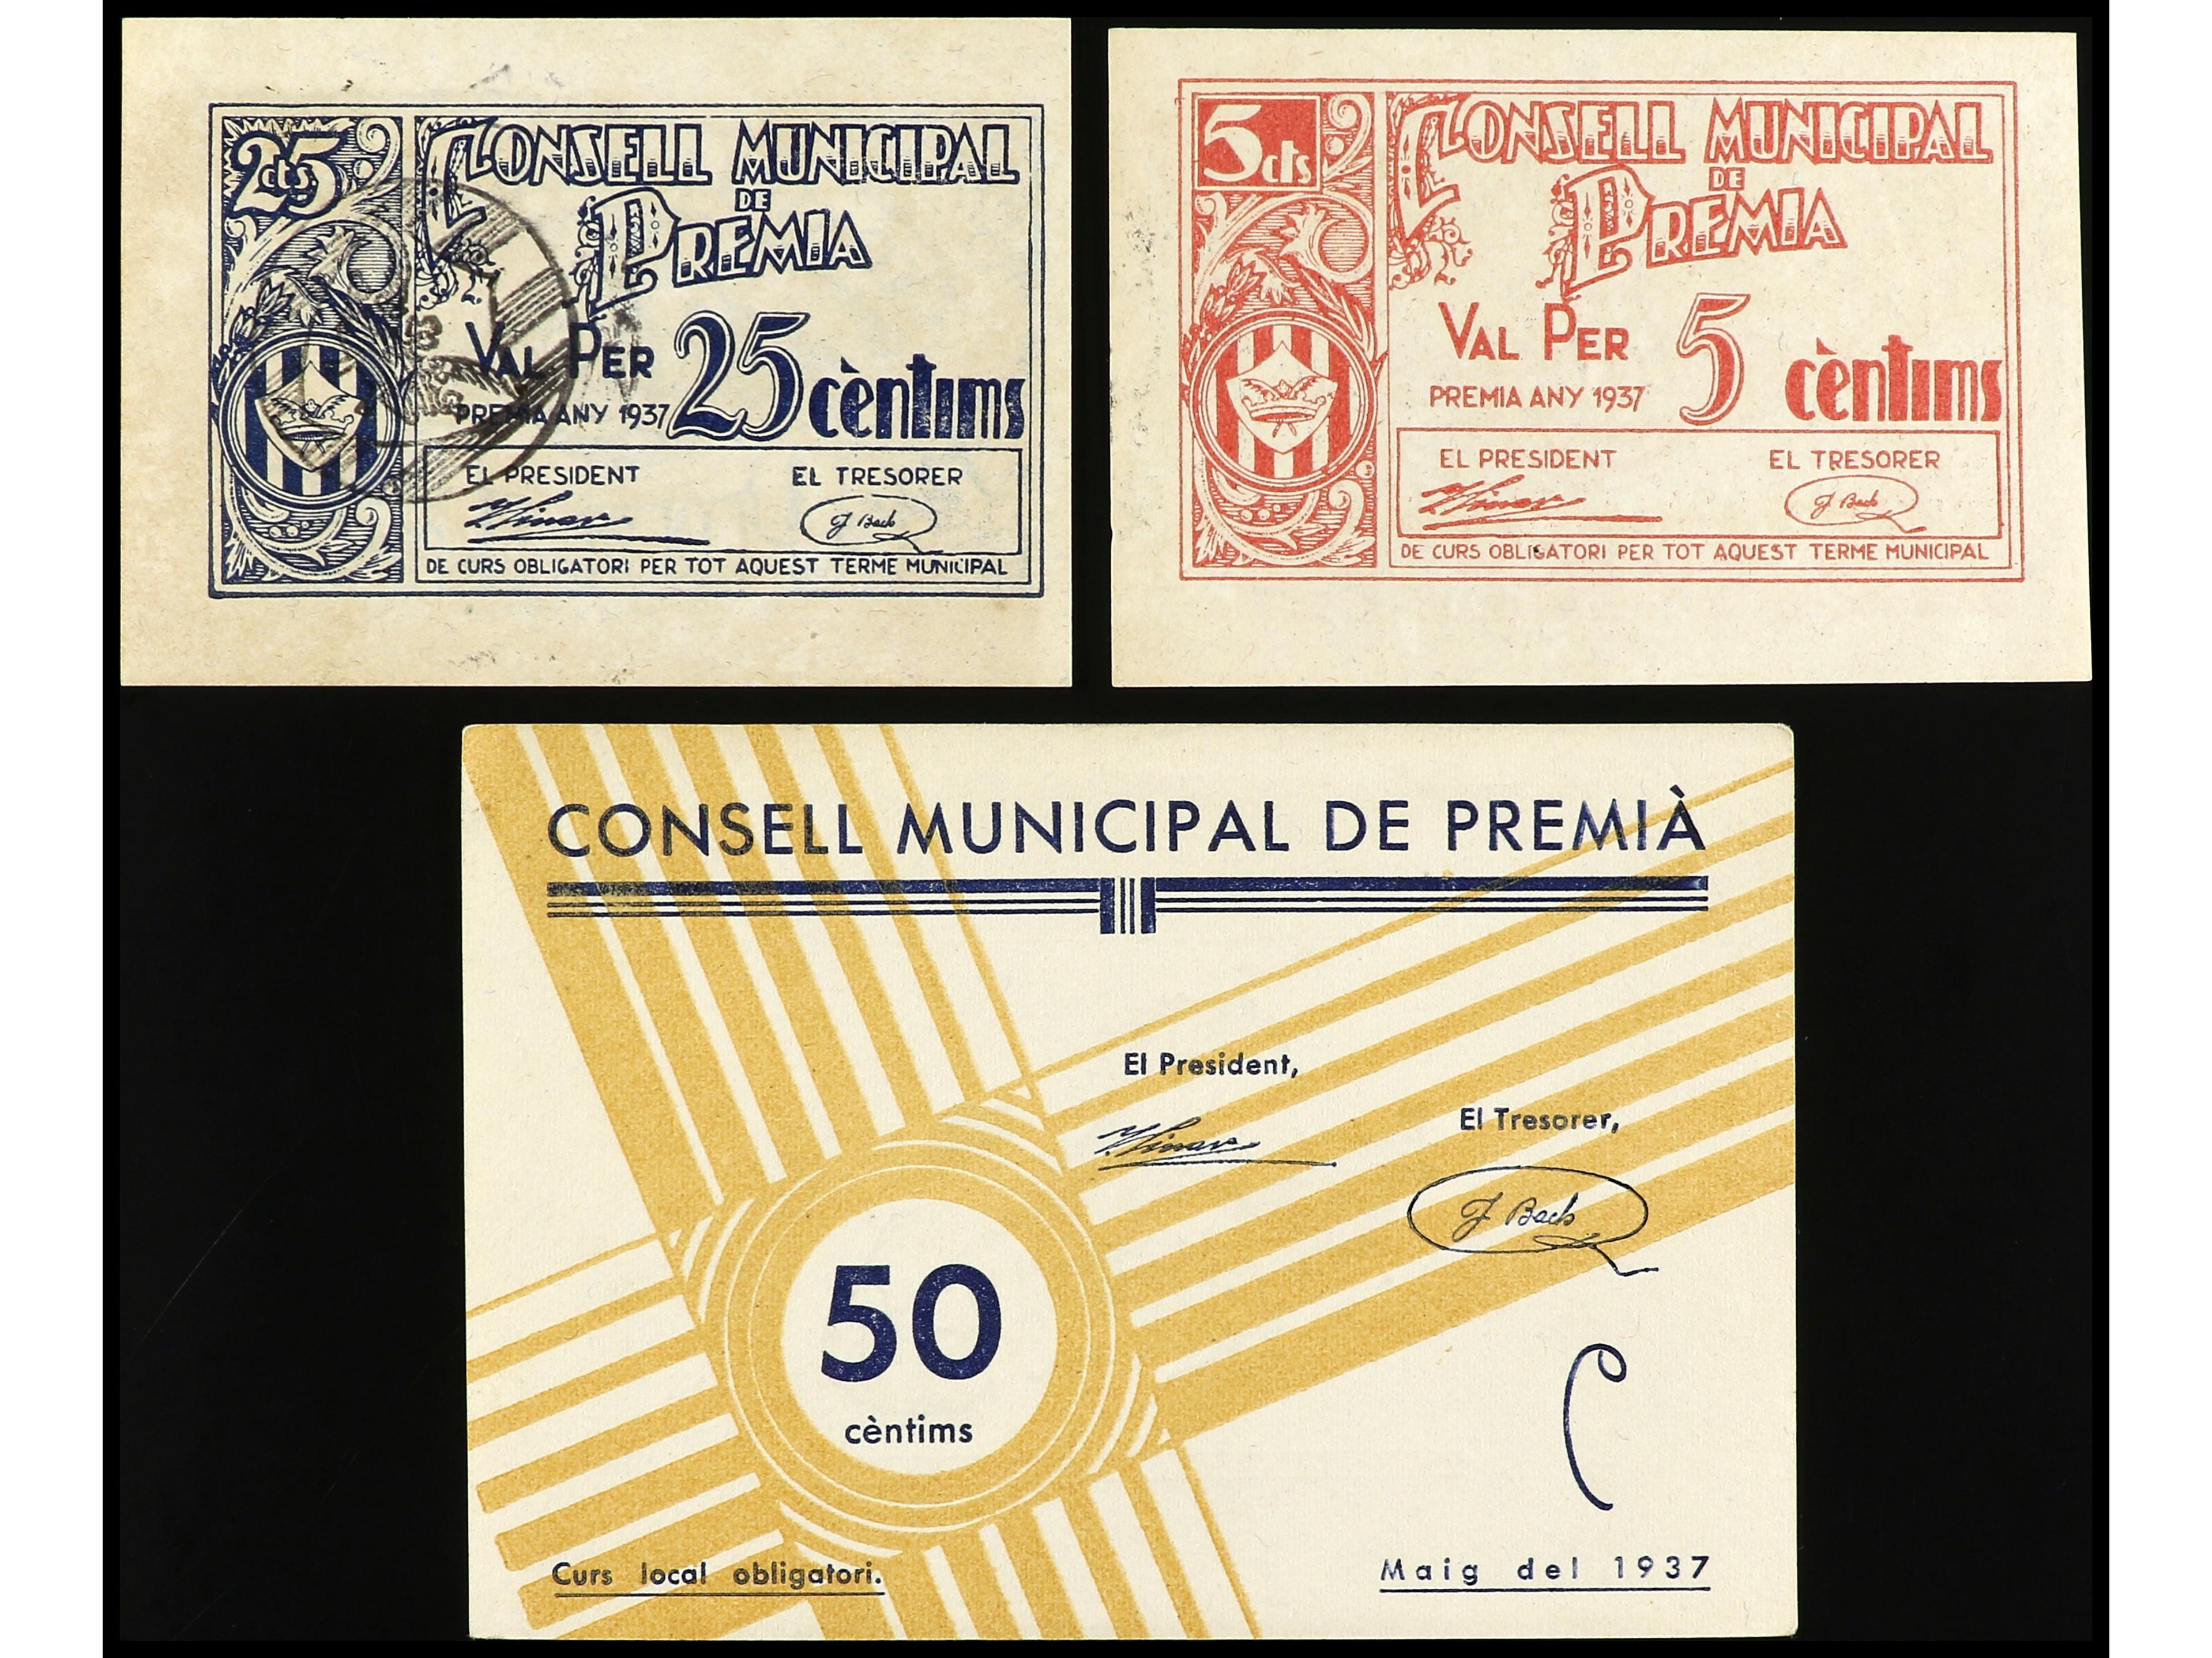 25
cts
CONSELL MUNICIPAL
DE
PREMIA
VAL PER 25 cèntims
PREMIA ANY 1937
EL PRESIDENT EL TRESORER
J Bach
DE CURS OBLIGATORI PER TOT AQUEST TERME MUNICIPAL
5 cts
CONSELL MUNICIPAL
DE
PREMIA
VAL PER 5 cèntims
PREMIA ANY 1937
EL PRESIDENT EL TRESORER
J Bach
DE CURS OBLIGATORI PER TOT AQUEST TERME MUNICIPAL
CONSELL MUNICIPAL DE PREMIÀ
El President,
El Tresorer,
J Bach
50
cèntims
C
Curs local obligatori.
Maig del 1937